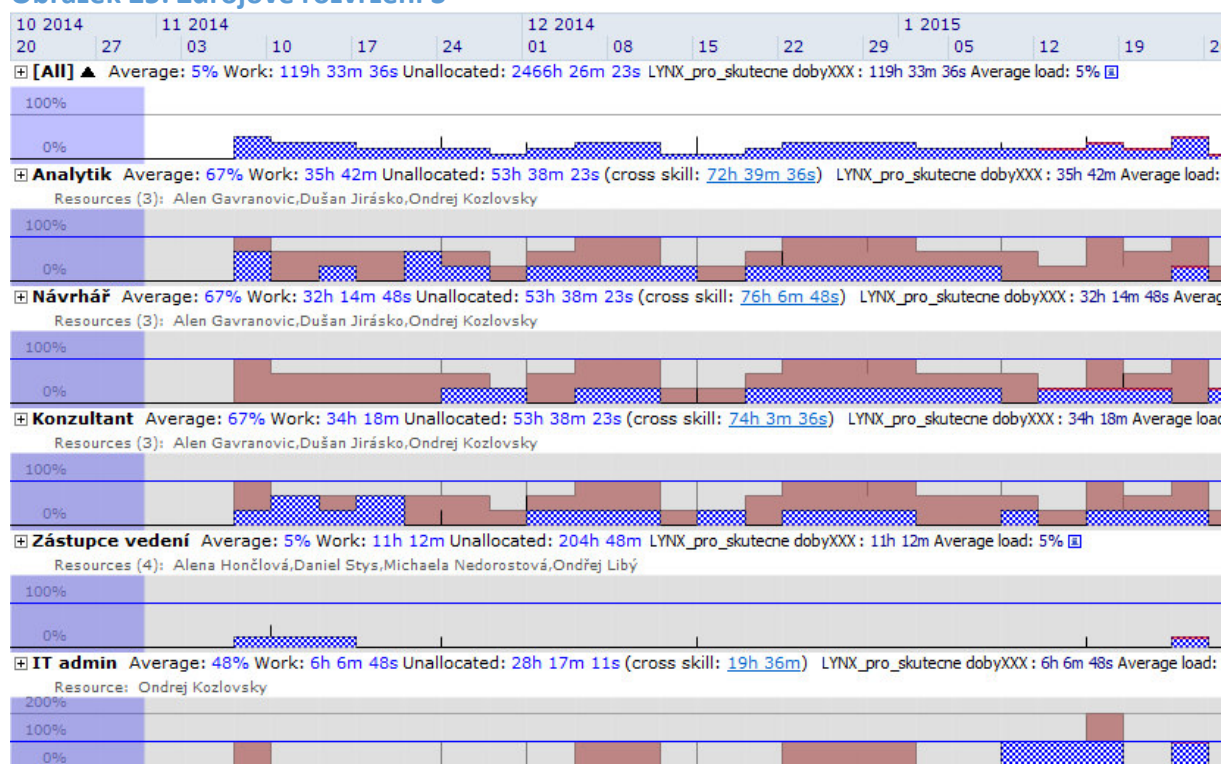 10 2014 11 2014 12 2014 1 2015
20 27 03 10 17 24 01 08 15 22 29 05 12 19
[All] ▲ Average: 5% Work: 119h 33m 36s Unallocated: 2466h 26m 23s LYNX_pro_skutecne dobyXXX : 119h 33m 36s Average load: 5%
100%
0%
Analytik Average: 67% Work: 35h 42m Unallocated: 53h 38m 23s (cross skill: 72h 39m 36s) LYNX_pro_skutecne dobyXXX : 35h 42m Average load:
Resources (3): Alen Gavranovic,Dušan Jirásko,Ondrej Kozlovsky
100%
0%
Návrhář Average: 67% Work: 32h 14m 48s Unallocated: 53h 38m 23s (cross skill: 76h 6m 48s) LYNX_pro_skutecne dobyXXX : 32h 14m 48s Averag
Resources (3): Alen Gavranovic,Dušan Jirásko,Ondrej Kozlovsky
100%
0%
Konzultant Average: 67% Work: 34h 18m Unallocated: 53h 38m 23s (cross skill: 74h 3m 36s) LYNX_pro_skutecne dobyXXX : 34h 18m Average load
Resources (3): Alen Gavranovic,Dušan Jirásko,Ondrej Kozlovsky
100%
0%
Zástupce vedení Average: 5% Work: 11h 12m Unallocated: 204h 48m LYNX_pro_skutecne dobyXXX : 11h 12m Average load: 5%
Resources (4): Alena Hončlová,Daniel Stys,Michaela Nedorostová,Ondřej Libý
100%
0%
IT admin Average: 48% Work: 6h 6m 48s Unallocated: 28h 17m 11s (cross skill: 19h 36m) LYNX_pro_skutecne dobyXXX : 6h 6m 48s Average load:
Resource: Ondrej Kozlovsky
200%
100%
0%